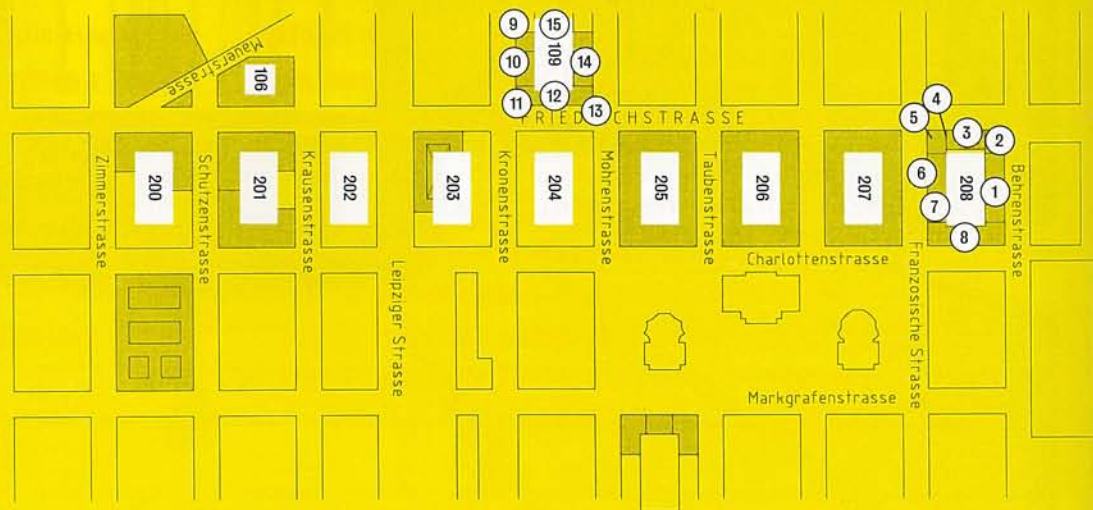 9
15
4
Mauerstrasse
106
10
109
14
5
3
2
11
12
13
FRIED CHSTRASSE
6
1
Zimmerstrasse
200
Schützenstrasse
201
Krausenstrasse
202
203
Kronenstrasse
204
Mohrenstrasse
205
Taubenstrasse
206
207
208
Behrenstrasse
7
8
Leipziger Strasse
Charlottenstrasse
Französische Strasse
Markgrafenstrasse